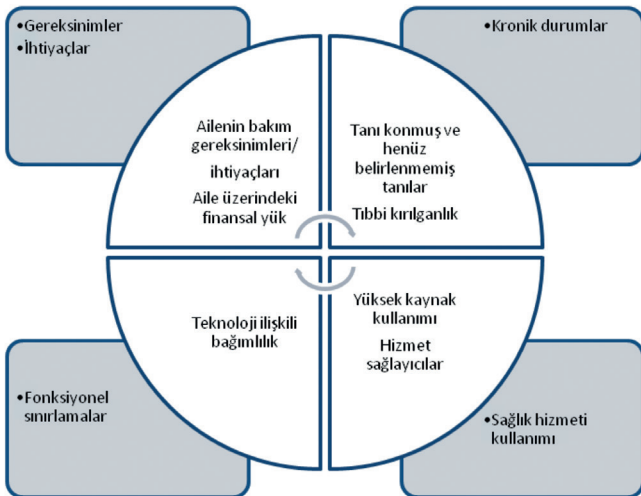 •Gereksinimler
•İhtiyaçlar
•Kronik durumlar
Ailenin bakım
gereksinimleri/
ihtiyaçları
Aile üzerindeki
finansal yük
Tanı konmuş ve
henüz
belirlenmemiş
tanılar
Tıbbi kırılganlık
Teknoloji ilişkili
bağımlılık
Yüksek kaynak
kullanımı
Hizmet
sağlayıcılar
•Fonksiyonel
sınırlamalar
•Sağlık hizmeti
kullanımı